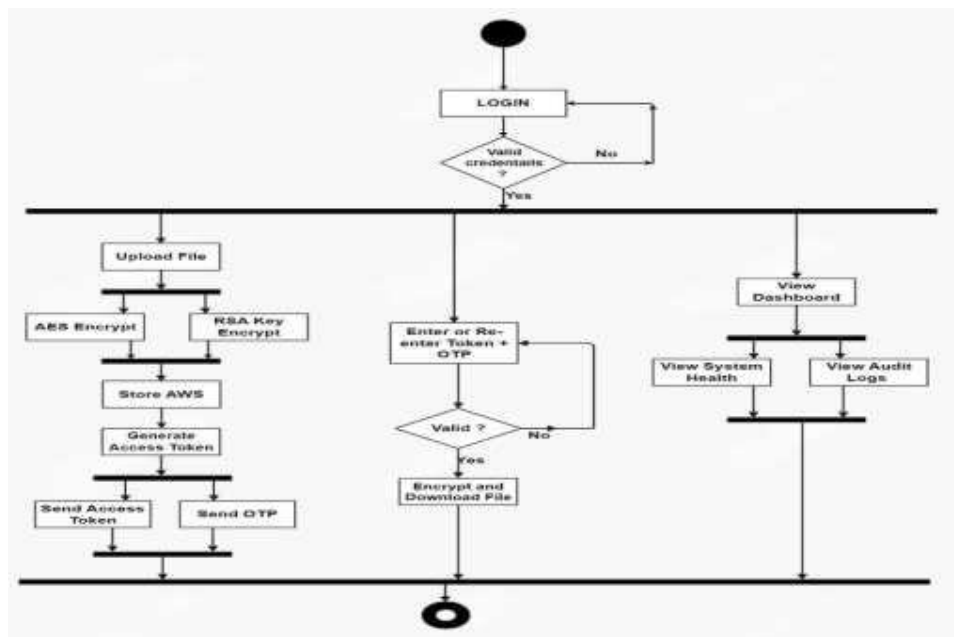 LOGIN
Valid
credentails
?
No
Yes
Upload File
AES Encrypt
RSA Key
Encrypt
Store AWS
Generate
Access Token
Send Access
Token
Send OTP
Enter or Re-
enter Token +
OTP
Valid ?
No
Yes
Encrypt and
Download File
View
Dashboard
View System
Health
View Audit
Logs